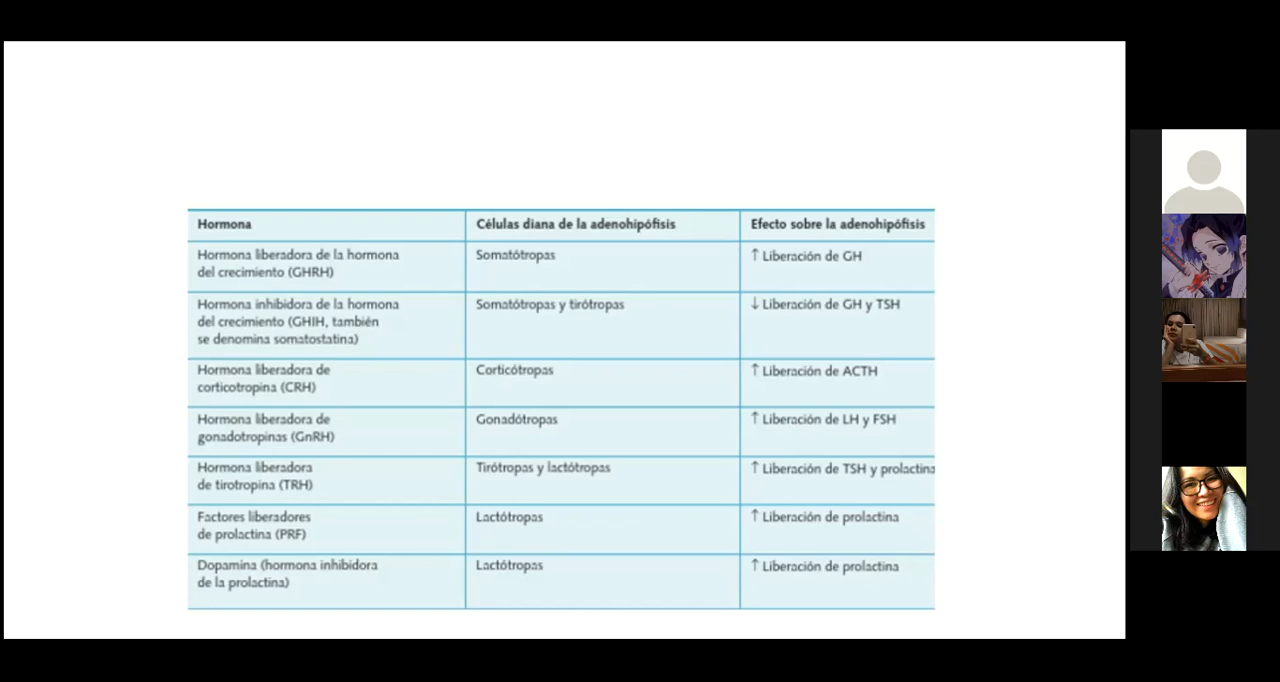 Hormona
Células diana de la adenohipófisis
Efecto sobre la adenohipófisis
Hormona liberadora de la hormona
del crecimiento (GHRH)
Somatótropas
↑ Liberación de GH
Hormona inhibidora de la hormona
del crecimiento (GHIH, también
se denomina somatostatina)
Somatótropas y tirótropas
↓ Liberación de GH y TSH
Hormona liberadora de
corticotropina (CRH)
Corticótropas
↑ Liberación de ACTH
Hormona liberadora de
gonadotropinas (GnRH)
Gonadótropas
↑ Liberación de LH y FSH
Hormona liberadora
de tirotropina (TRH)
Tirótropas y lactótropas
↑ Liberación de TSH y prolactina
Factores liberadores
de prolactina (PRF)
Lactótropas
↑ Liberación de prolactina
Dopamina (hormona inhibidora
de la prolactina)
Lactótropas
↑ Liberación de prolactina